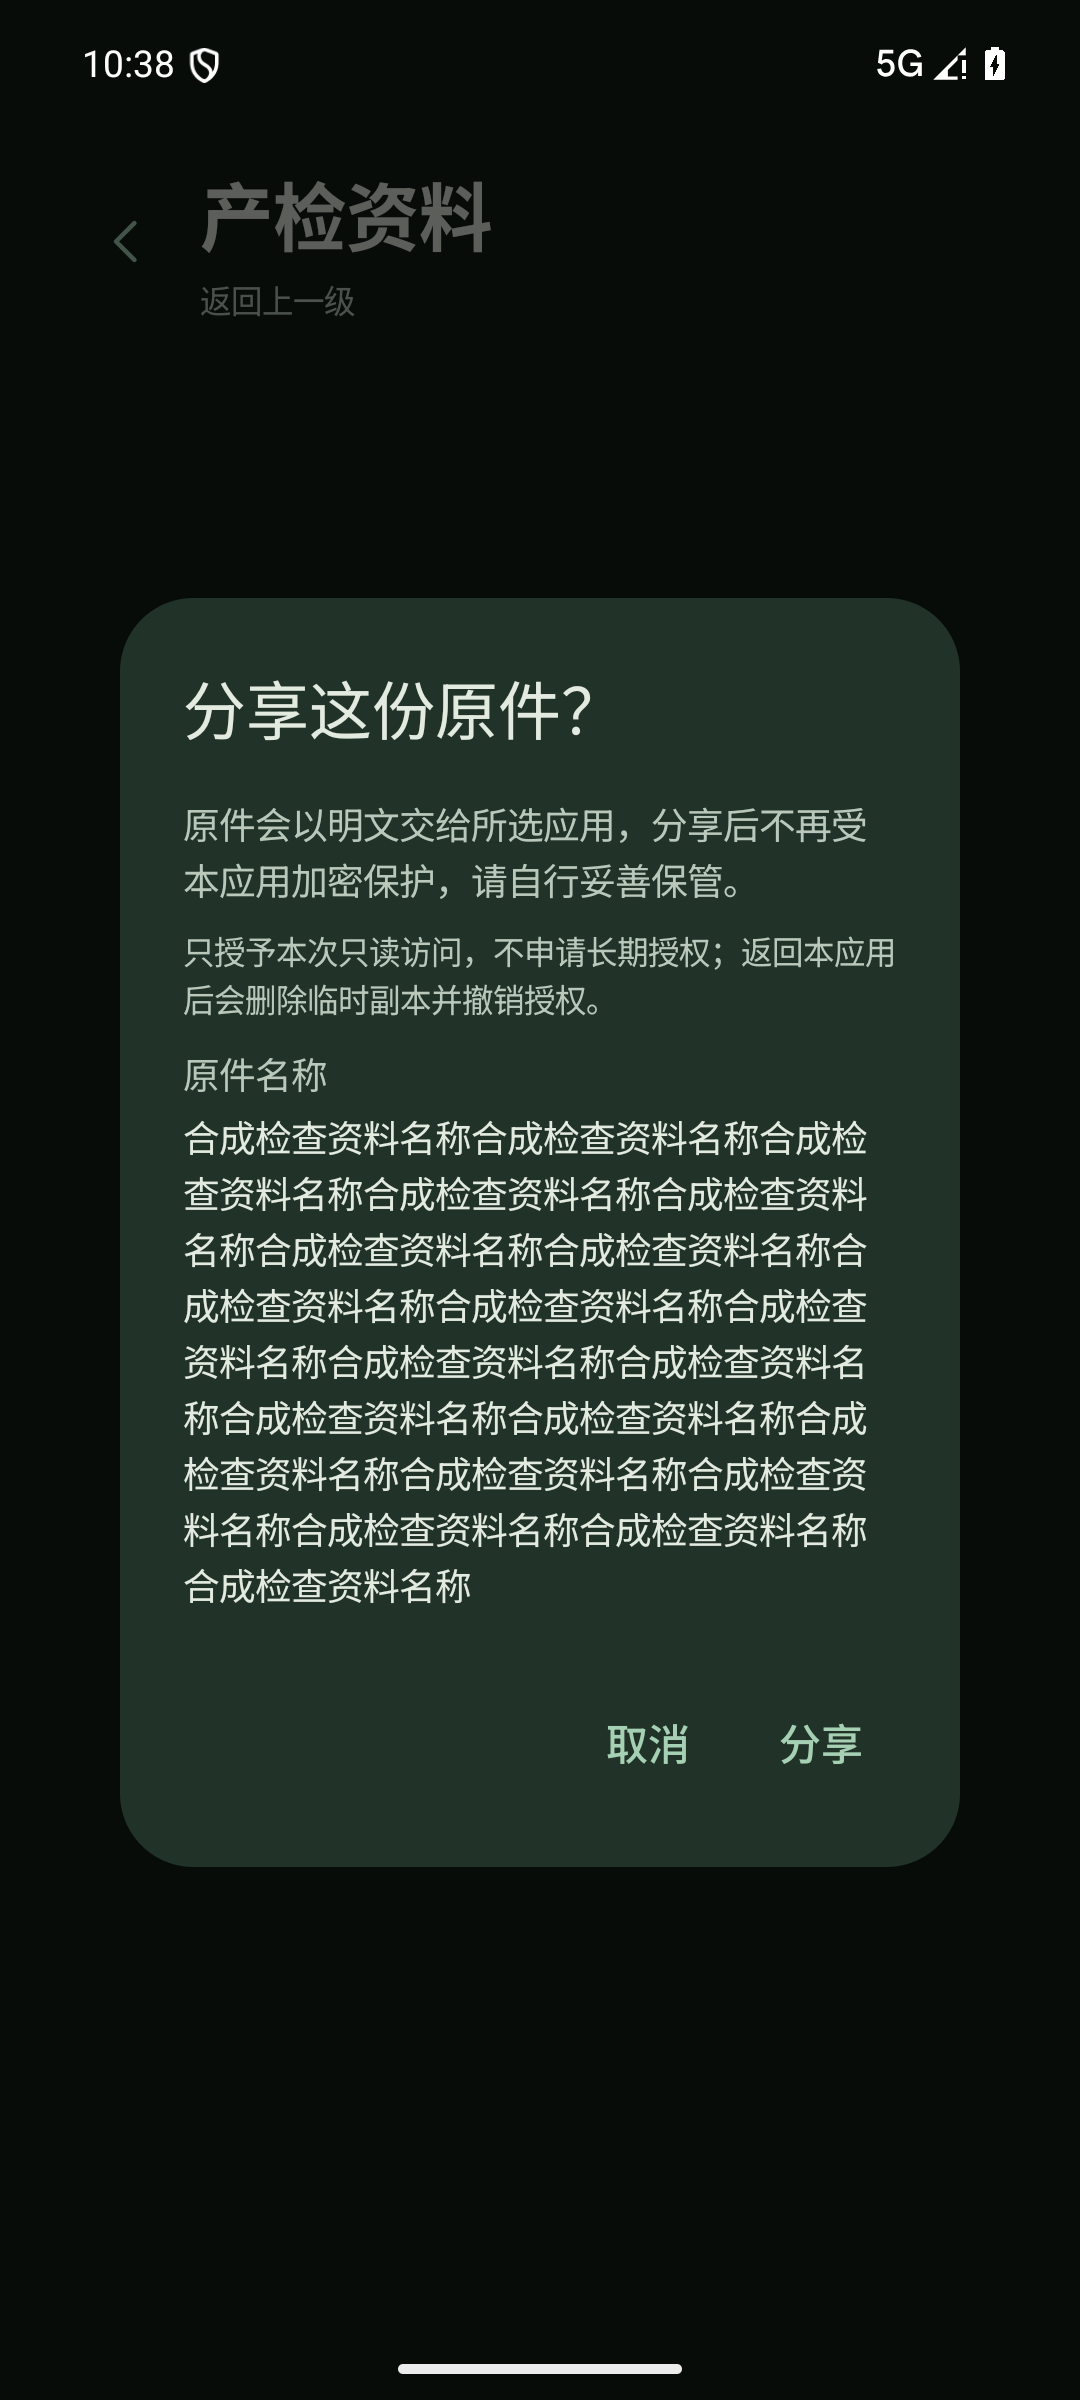 10:38
5G
产检资料
返回上一级
分享这份原件？
原件会以明文交给所选应用，分享后不再受
本应用加密保护，请自行妥善保管。
只授予本次只读访问，不申请长期授权；返回本应用
后会删除临时副本并撤销授权。
原件名称
合成检查资料名称合成检查资料名称合成检
查资料名称合成检查资料名称合成检查资料
名称合成检查资料名称合成检查资料名称合
成检查资料名称合成检查资料名称合成检查
资料名称合成检查资料名称合成检查资料名
称合成检查资料名称合成检查资料名称合成
检查资料名称合成检查资料名称合成检查资
料名称合成检查资料名称合成检查资料名称
合成检查资料名称
取消
分享